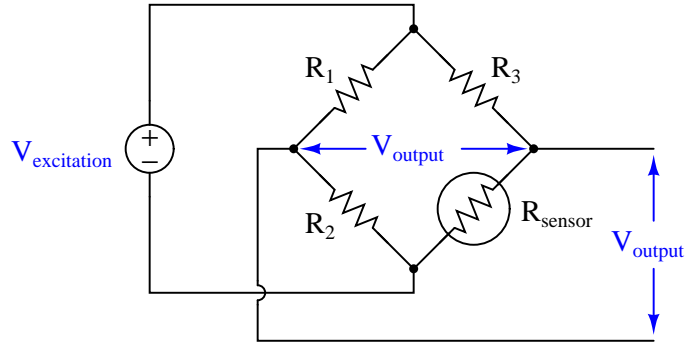 R1
R3
+
−
Vexcitation
Voutput
R2
Rsensor
Voutput